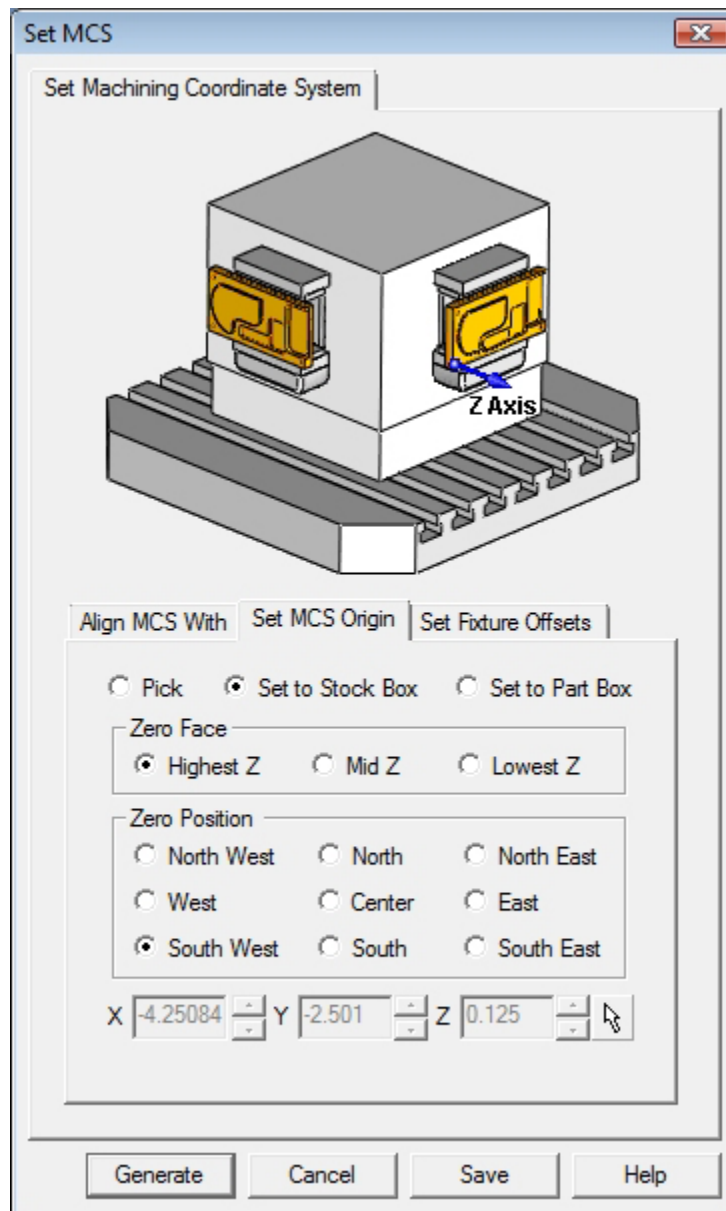 Set MCS
Set Machining Coordinate System
Z Axis
Align MCS With Set MCS Origin Set Fixture Offsets
Pick Set to Stock Box Set to Part Box
Zero Face
Highest Z Mid Z Lowest Z
Zero Position
North West North North East
West Center East
South West South South East
X -4.25084 Y -2.501 Z 0.125
Generate Cancel Save Help